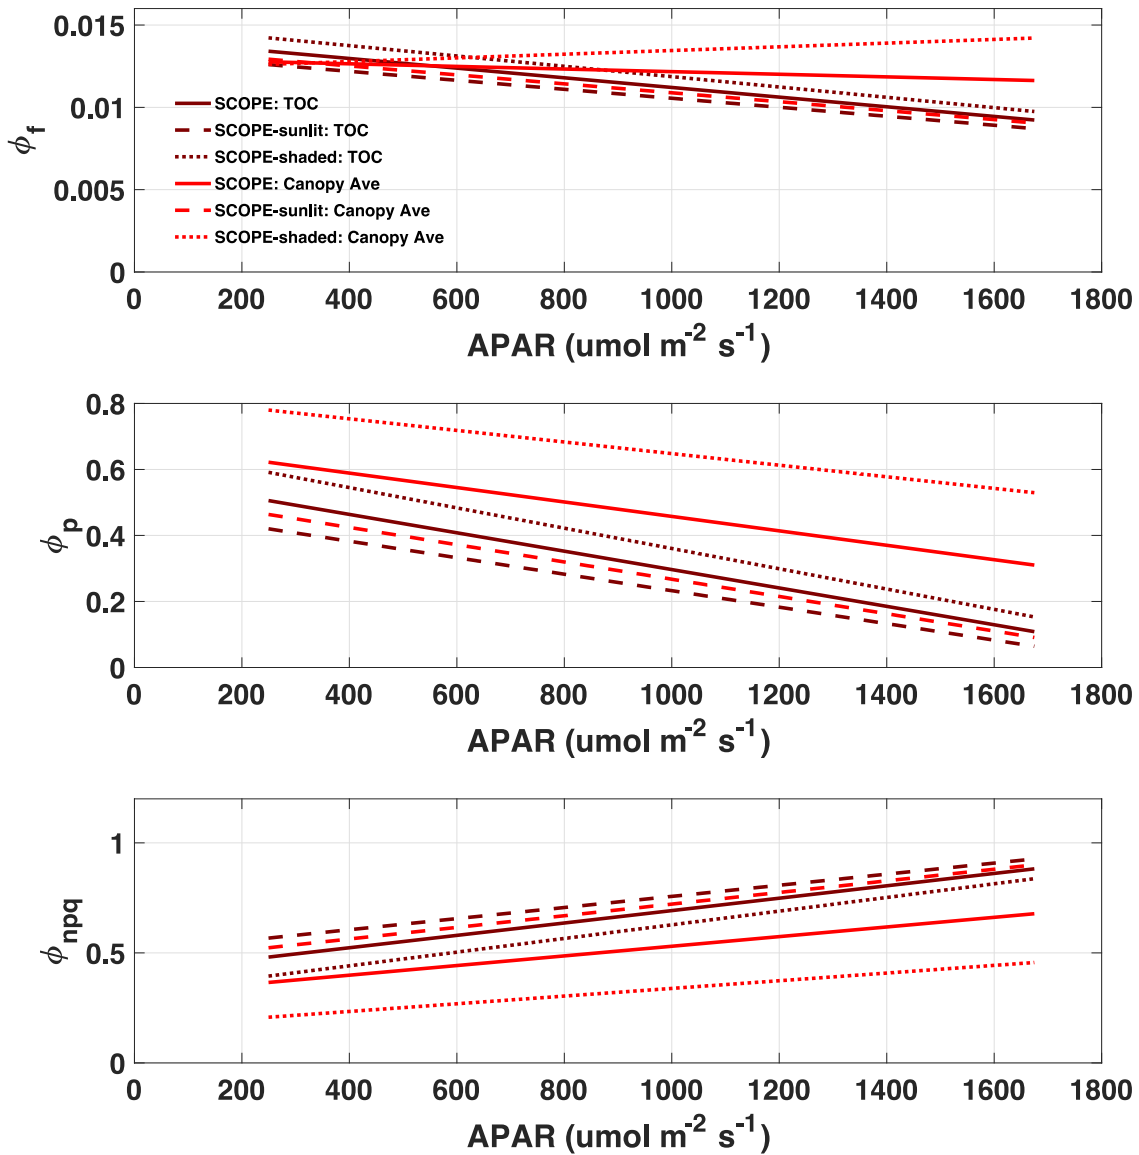 0.015
0.01
0.005
0
ϕf
SCOPE: TOC
SCOPE-sunlit: TOC
SCOPE-shaded: TOC
SCOPE: Canopy Ave
SCOPE-sunlit: Canopy Ave
SCOPE-shaded: Canopy Ave
0 200 400 600 800 1000 1200 1400 1600 1800
APAR (umol m-2 s-1)
0.8
0.6
0.4
0.2
0
ϕp
0 200 400 600 800 1000 1200 1400 1600 1800
APAR (umol m-2 s-1)
1
0.5
0
ϕnpq
0 200 400 600 800 1000 1200 1400 1600 1800
APAR (umol m-2 s-1)